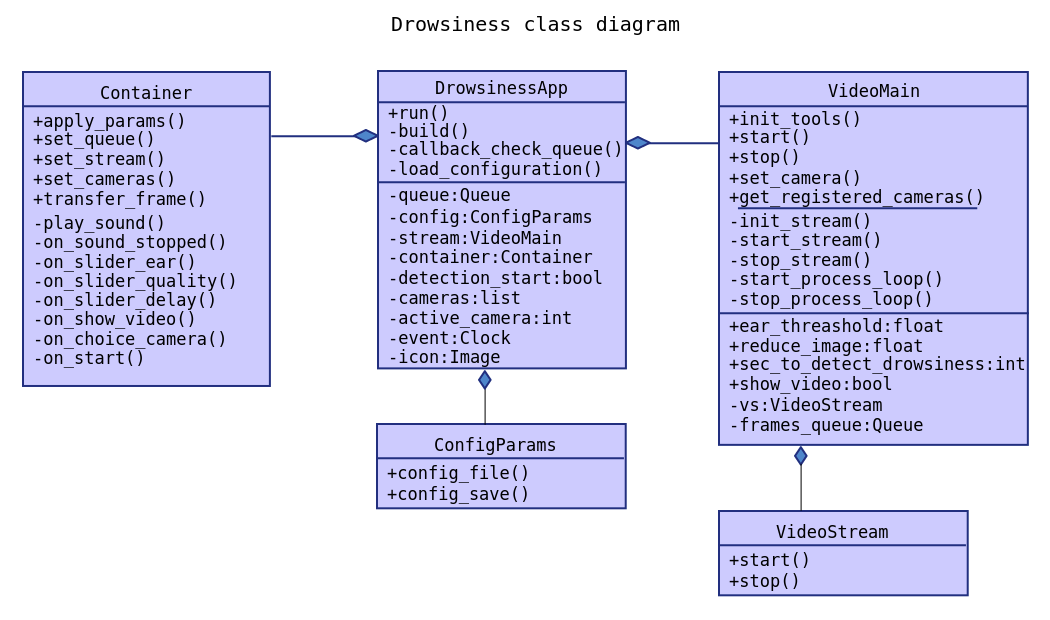 Drowsiness class diagram
Container
+apply_params()
+set_queue()
+set_stream()
+set_cameras()
+transfer_frame()
-play_sound()
-on_sound_stopped()
-on_slider_ear()
-on_slider_quality()
-on_slider_delay()
-on_show_video()
-on_choice_camera()
-on_start()
DrowsinessApp
+run()
-build()
-callback_check_queue()
-load_configuration()
-queue:Queue
-config:ConfigParams
-stream:VideoMain
-container:Container
-detection_start:bool
-cameras:list
-active_camera:int
-event:Clock
-icon:Image
VideoMain
+init_tools()
+start()
+stop()
+set_camera()
+get_registered_cameras()
-init_stream()
-start_stream()
-stop_stream()
-start_process_loop()
-stop_process_loop()
+ear_threashold:float
+reduce_image:float
+sec_to_detect_drowsiness:int
+show_video:bool
-vs:VideoStream
-frames_queue:Queue
ConfigParams
+config_file()
+config_save()
VideoStream
+start()
+stop()